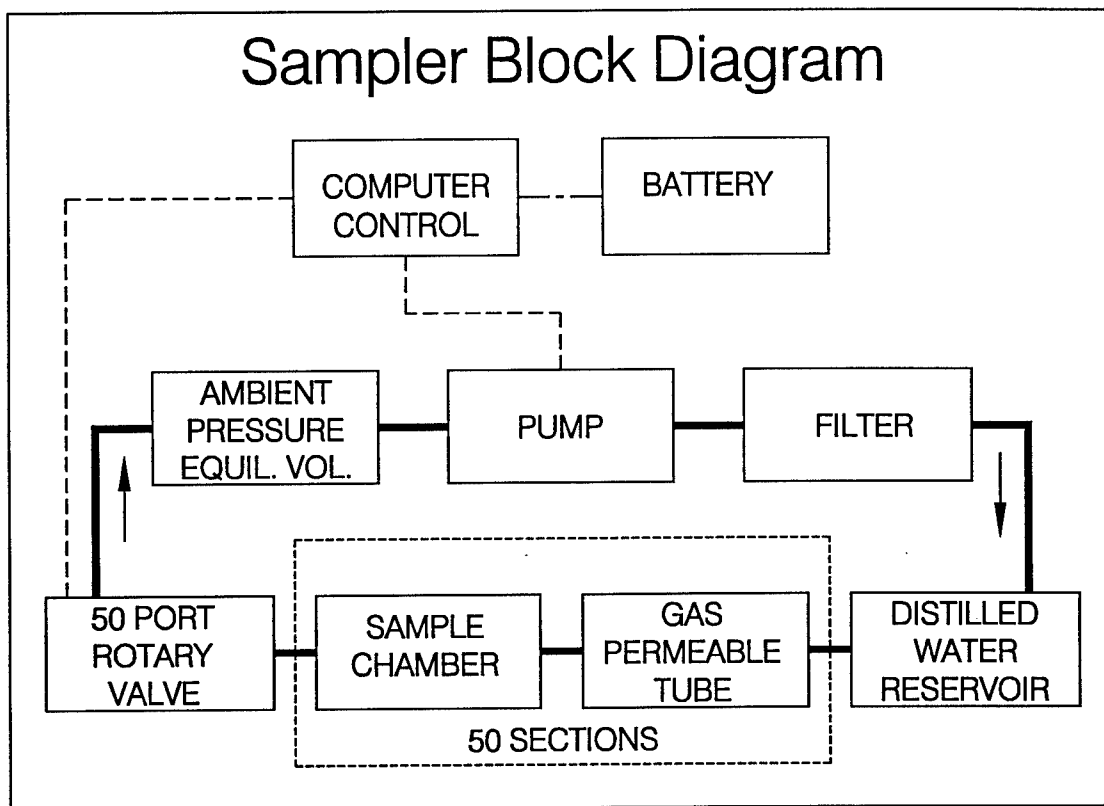 Sampler Block Diagram
COMPUTER
CONTROL
BATTERY
AMBIENT
PRESSURE
EQUIL. VOL.
PUMP
FILTER
50 PORT
ROTARY
VALVE
SAMPLE
CHAMBER
GAS
PERMEABLE
TUBE
DISTILLED
WATER
RESERVOIR
50 SECTIONS